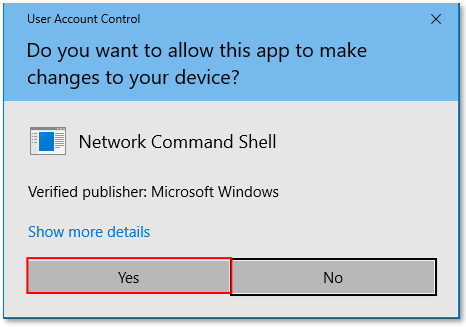 User Account Control
Do you want to allow this app to make
changes to your device?
Network Command Shell
Verified publisher: Microsoft Windows
Show more details
Yes
No